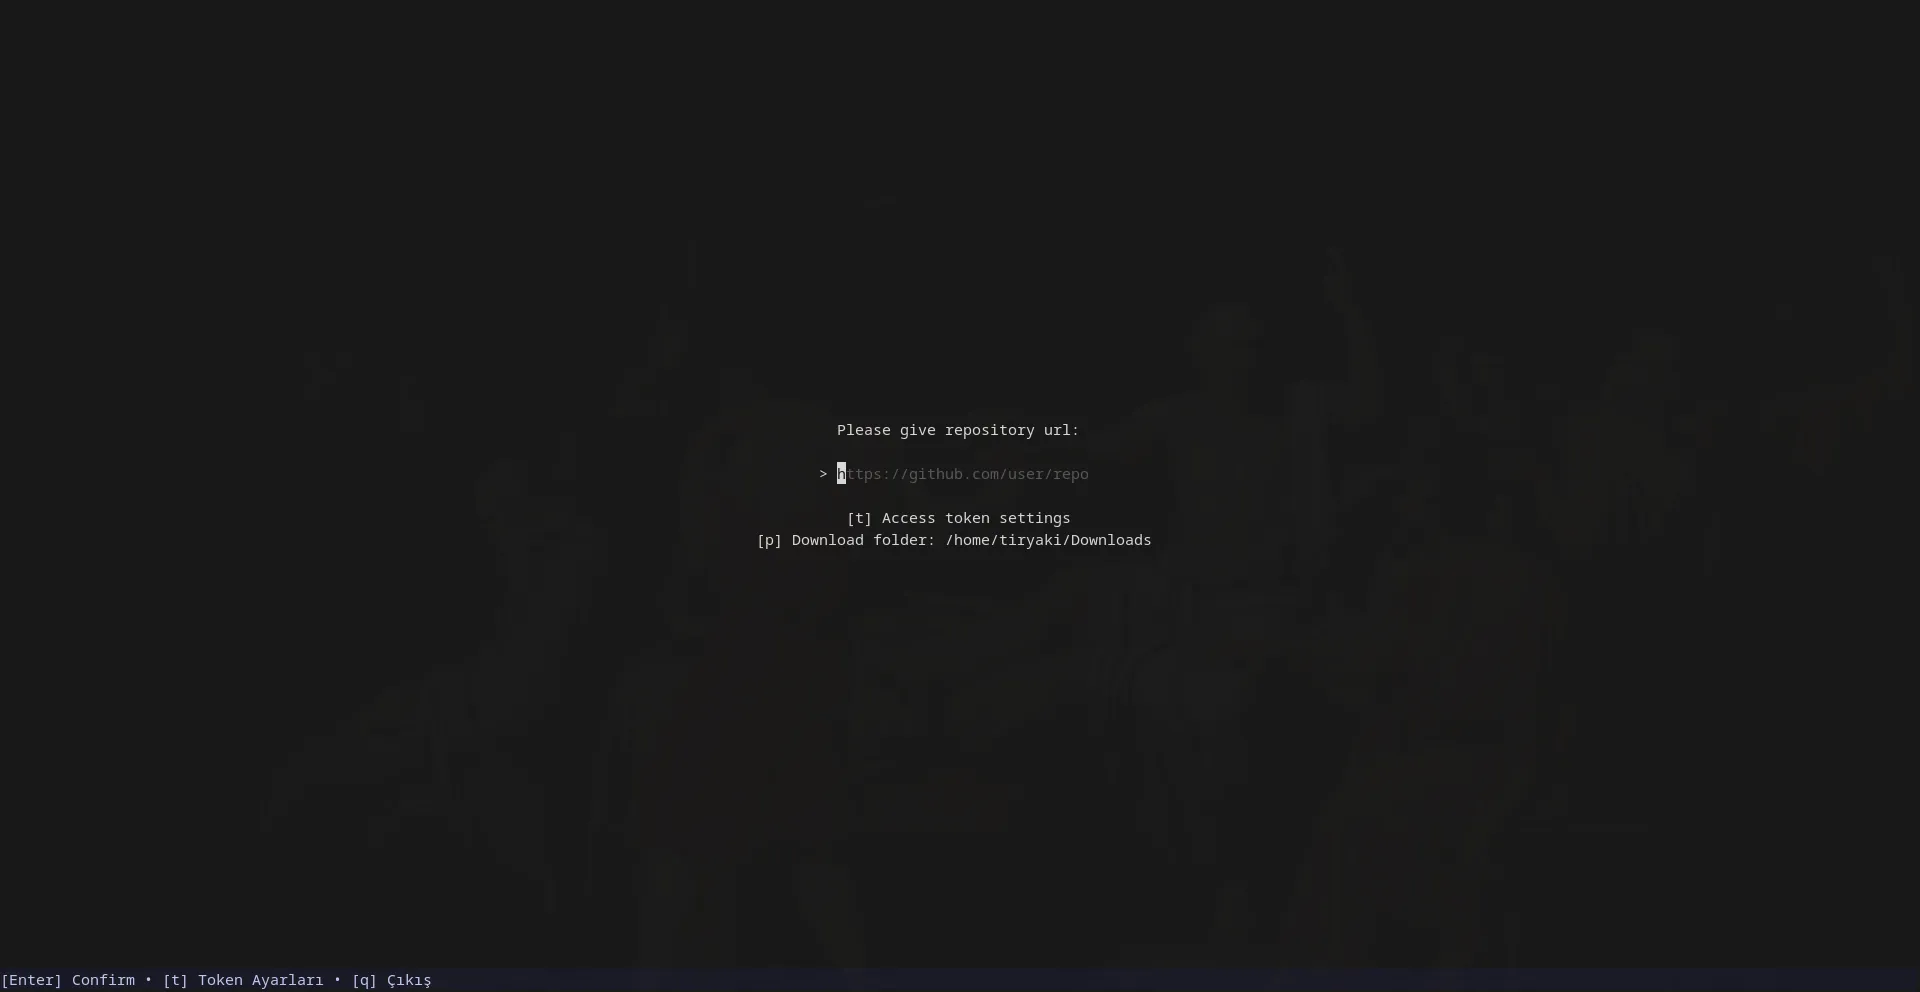 Please give repository url:
> https://github.com/user/repo
[t] Access token settings
[p] Download folder: /home/tiryaki/Downloads
[Enter] Confirm • [t] Token Ayarları • [q] Çıkış